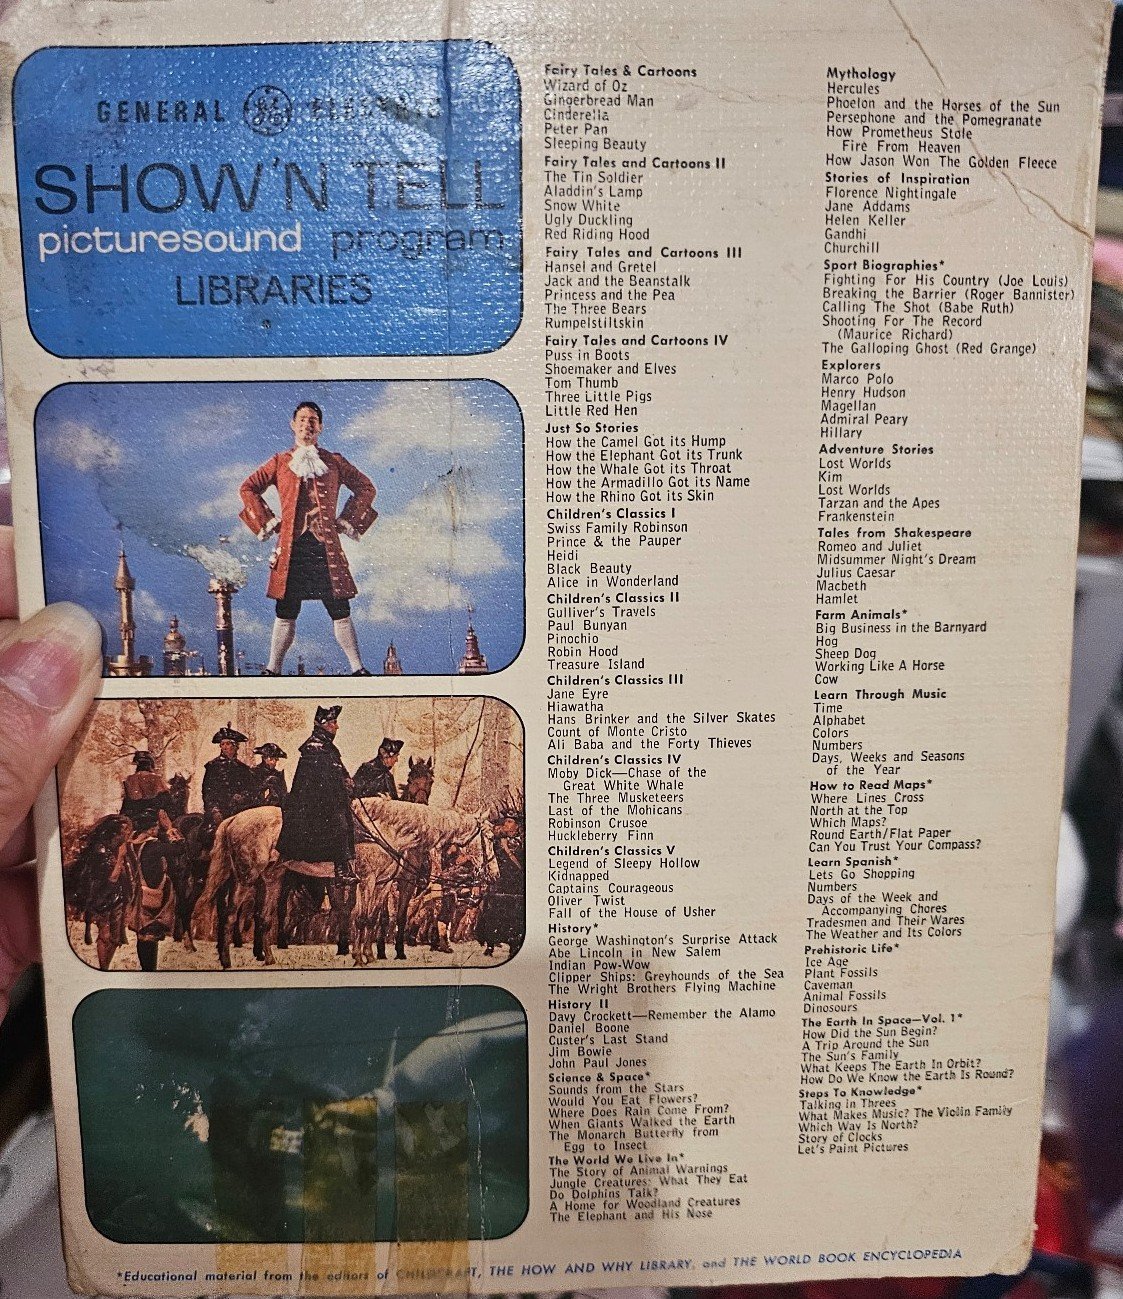 GENERAL GE ELECTRIC
SHOW'N TELL
picturesound program
LIBRARIES
Fairy Tales & Cartoons
Wizard of Oz
Gingerbread Man
Cinderella
Peter Pan
Sleeping Beauty
Fairy Tales and Cartoons II
The Tin Soldier
Aladdin's Lamp
Snow White
Ugly Duckling
Red Riding Hood
Fairy Tales and Cartoons III
Hansel and Gretel
Jack and the Beanstalk
Princess and the Pea
The Three Bears
Rumpelstiltskin
Fairy Tales and Cartoons IV
Puss in Boots
Shoemaker and Elves
Tom Thumb
Three Little Pigs
Little Red Hen
Just So Stories
How the Camel Got its Hump
How the Elephant Got its Trunk
How the Whale Got its Throat
How the Armadillo Got its Name
How the Rhino Got its Skin
Children's Classics I
Swiss Family Robinson
Prince & the Pauper
Heidi
Black Beauty
Alice in Wonderland
Children's Classics II
Gulliver's Travels
Paul Bunyan
Pinochio
Robin Hood
Treasure Island
Children's Classics III
Jane Eyre
Hiawatha
Hans Brinker and the Silver Skates
Count of Monte Cristo
Ali Baba and the Forty Thieves
Children's Classics IV
Moby Dick—Chase of the
Great White Whale
The Three Musketeers
Last of the Mohicans
Robinson Crusoe
Huckleberry Finn
Children's Classics V
Legend of Sleepy Hollow
Kidnapped
Captains Courageous
Oliver Twist
Fall of the House of Usher
History*
George Washington's Surprise Attack
Abe Lincoln in New Salem
Indian Pow-Wow
Clipper Ships: Greyhounds of the Sea
The Wright Brothers Flying Machine
History II
Davy Crockett—Remember the Alamo
Daniel Boone
Custer's Last Stand
Jim Bowie
John Paul Jones
Science & Space*
Sounds from the Stars
Would You Eat Flowers?
Where Does Rain Come From?
When Giants Walked the Earth
The Monarch Butterfly from
Egg to Insect
The World We Live In*
The Story of Animal Warnings
Jungle Creatures: What They Eat
Do Dolphins Talk?
A Home for Woodland Creatures
The Elephant and His Nose
Mythology
Hercules
Phoelon and the Horses of the Sun
Persephone and the Pomegranate
How Prometheus Stole
Fire From Heaven
How Jason Won The Golden Fleece
Stories of Inspiration
Florence Nightingale
Jane Addams
Helen Keller
Gandhi
Churchill
Sport Biographies*
Fighting For His Country (Joe Louis)
Breaking the Barrier (Roger Bannister)
Calling The Shot (Babe Ruth)
Shooting For The Record
(Maurice Richard)
The Galloping Ghost (Red Grange)
Explorers
Marco Polo
Henry Hudson
Magellan
Admiral Peary
Hillary
Adventure Stories
Lost Worlds
Kim
Lost Worlds
Tarzan and the Apes
Frankenstein
Tales from Shakespeare
Romeo and Juliet
Midsummer Night's Dream
Julius Caesar
Macbeth
Hamlet
Farm Animals*
Big Business in the Barnyard
Hog
Sheep Dog
Working Like A Horse
Cow
Learn Through Music
Time
Alphabet
Colors
Numbers
Days, Weeks and Seasons
of the Year
How to Read Maps*
Where Lines Cross
North at the Top
Which Maps?
Round Earth/Flat Paper
Can You Trust Your Compass?
Learn Spanish*
Lets Go Shopping
Numbers
Days of the Week and
Accompanying Chores
Tradesmen and Their Wares
The Weather and Its Colors
Prehistoric Life*
Ice Age
Plant Fossils
Caveman
Animal Fossils
Dinosours
The Earth In Space—Vol. 1*
How Did the Sun Begin?
A Trip Around the Sun
The Sun's Family
What Keeps The Earth In Orbit?
How Do We Know the Earth Is Round?
Steps To Knowledge*
Talking in Threes
What Makes Music? The Violin Family
Which Way Is North?
Story of Clocks
Let's Paint Pictures
*Educational material from the editors of CHILDCRAFT, THE HOW AND WHY LIBRARY, and THE WORLD BOOK ENCYCLOPEDIA